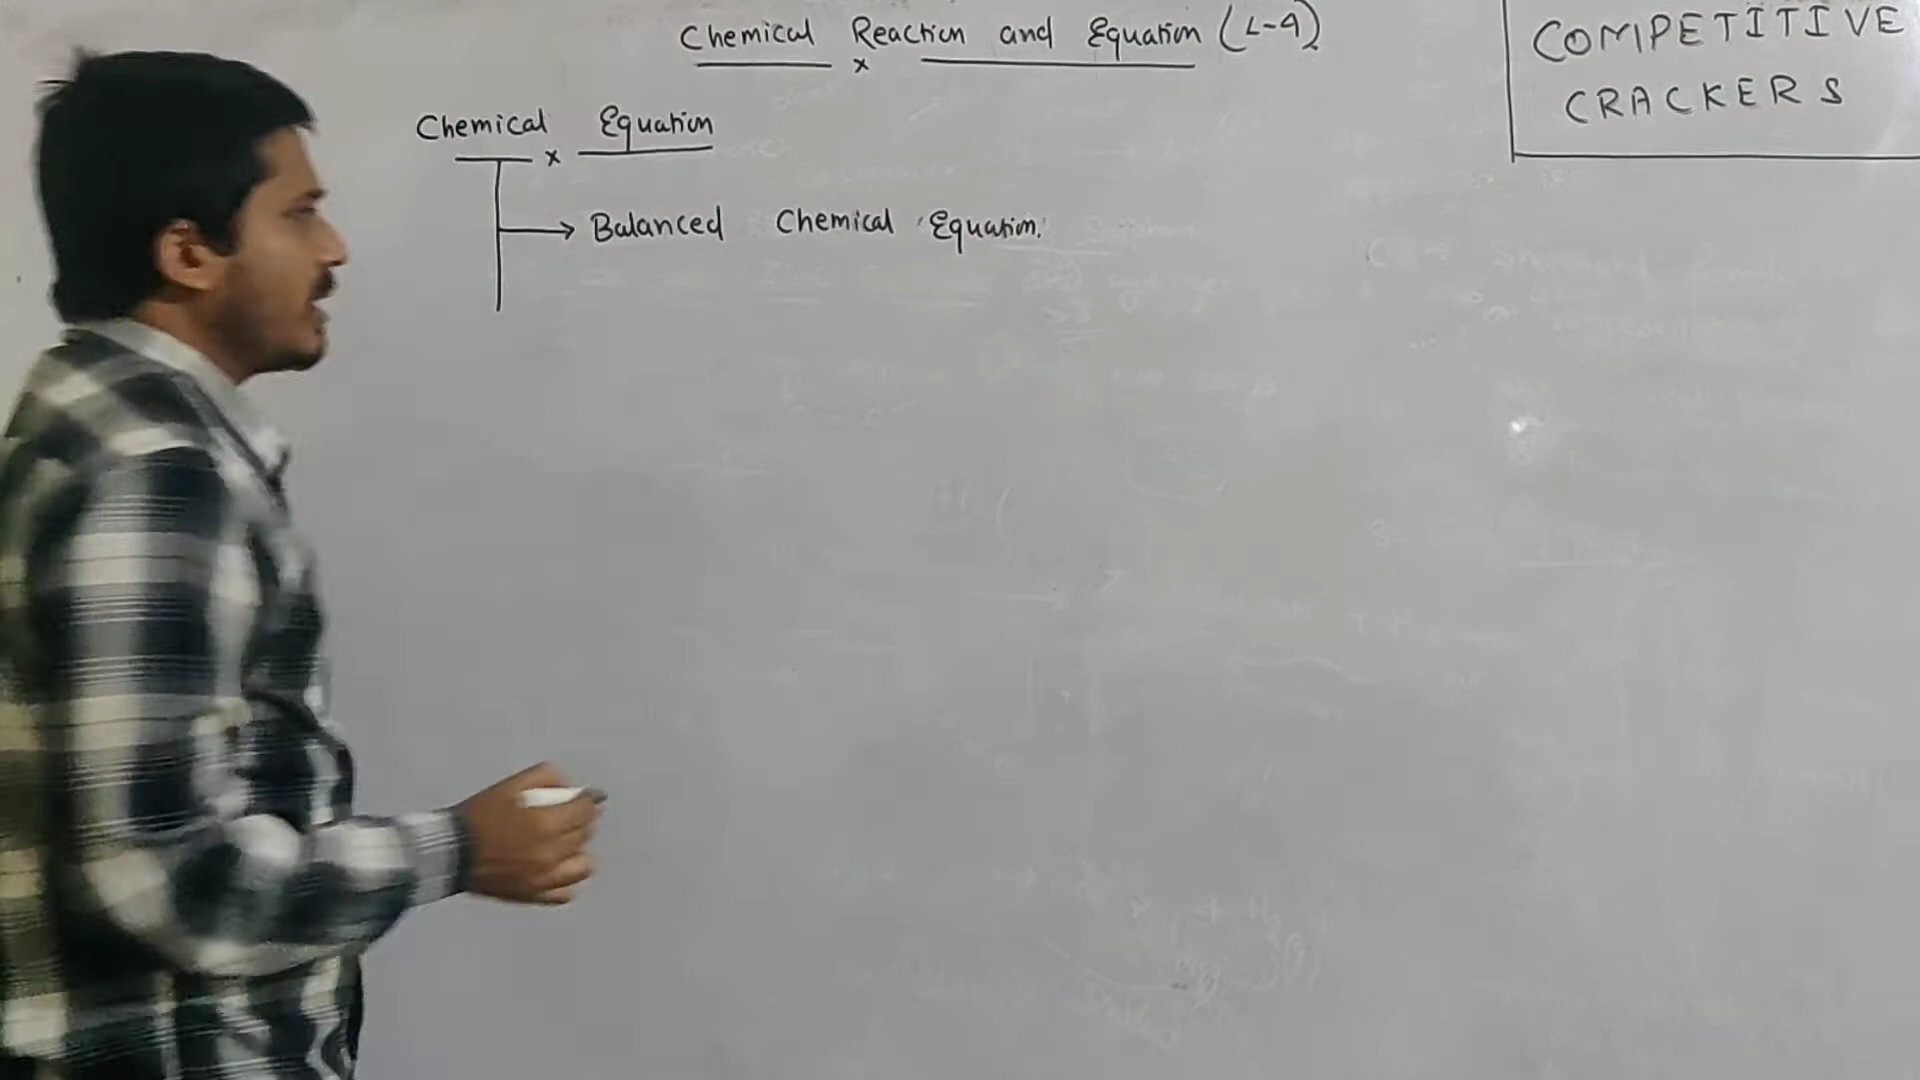 Chemical Reaction and Equation (L-4)
COMPETITIVE
CRACKERS
Chemical Equation
Balanced Chemical Equation.